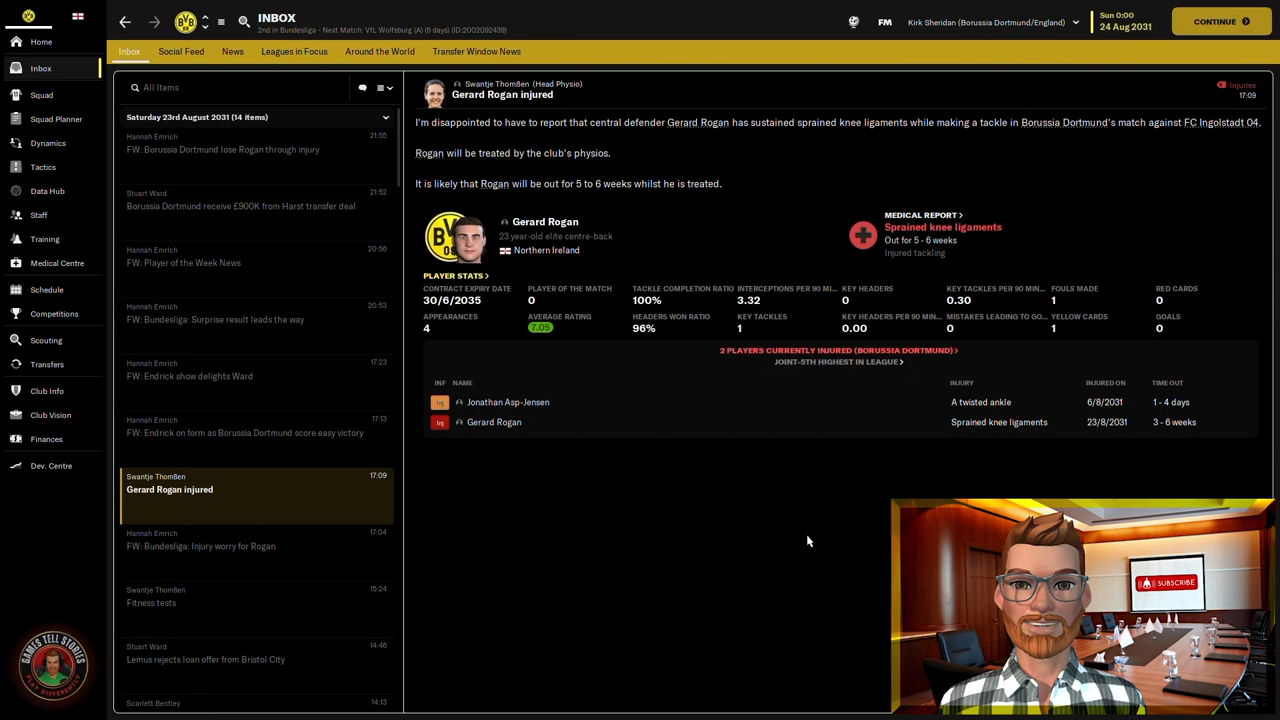 INBOX
2nd in Bundesliga - Next Match: VfL Wolfsburg (A) (6 days) (ID:2002092439)
FM
Kirk Sheridan (Borussia Dortmund/England)
Sun 0:00
24 Aug 2031
CONTINUE
Home
Inbox
Squad
Squad Planner
Dynamics
Tactics
Data Hub
Staff
Training
Medical Centre
Schedule
Competitions
Scouting
Transfers
Club Info
Club Vision
Finances
Dev. Centre
GAMES TELL STORIES
PLAY DIFFERENTLY
Inbox
Social Feed
News
Leagues in Focus
Around the World
Transfer Window News
All Items
Saturday 23rd August 2031 (14 items)
Hannah Emrich 21:55
FW: Borussia Dortmund lose Rogan through injury
Stuart Ward 21:52
Borussia Dortmund receive £900K from Harst transfer deal
Hannah Emrich 20:56
FW: Player of the Week News
Hannah Emrich 20:53
FW: Bundesliga: Surprise result leads the way
Hannah Emrich 17:23
FW: Endrick show delights Ward
Hannah Emrich 17:13
FW: Endrick on form as Borussia Dortmund score easy victory
Swantje Thomßen 17:09
Gerard Rogan injured
Hannah Emrich 17:04
FW: Bundesliga: Injury worry for Rogan
Swantje Thomßen 15:24
Fitness tests
Stuart Ward 14:46
Lemus rejects loan offer from Bristol City
Scarlett Bentley 14:13
Swantje Thomßen (Head Physio)
Gerard Rogan injured
Injuries
17:09
I'm disappointed to have to report that central defender Gerard Rogan has sustained sprained knee ligaments while making a tackle in Borussia Dortmund's match against FC Ingolstadt 04.
Rogan will be treated by the club's physios.
It is likely that Rogan will be out for 5 to 6 weeks whilst he is treated.
Gerard Rogan
23 year-old elite centre-back
Northern Ireland
MEDICAL REPORT >
Sprained knee ligaments
Out for 5 - 6 weeks
Injured tackling
PLAYER STATS >
CONTRACT EXPIRY DATE PLAYER OF THE MATCH TACKLE COMPLETION RATIO INTERCEPTIONS PER 90 MI... KEY HEADERS KEY TACKLES PER 90 MIN... FOULS MADE RED CARDS
30/6/2035 0 100% 3.32 0 0.30 1 0
APPEARANCES AVERAGE RATING HEADERS WON RATIO KEY TACKLES KEY HEADERS PER 90 MIN... MISTAKES LEADING TO GO... YELLOW CARDS GOALS
4 7.05 96% 1 0.00 0 1 0
2 PLAYERS CURRENTLY INJURED (BORUSSIA DORTMUND) >
JOINT-5TH HIGHEST IN LEAGUE >
INF NAME INJURY INJURED ON TIME OUT
Inj Jonathan Asp-Jensen A twisted ankle 6/8/2031 1 - 4 days
Inj Gerard Rogan Sprained knee ligaments 23/8/2031 3 - 6 weeks
SUBSCRIBE